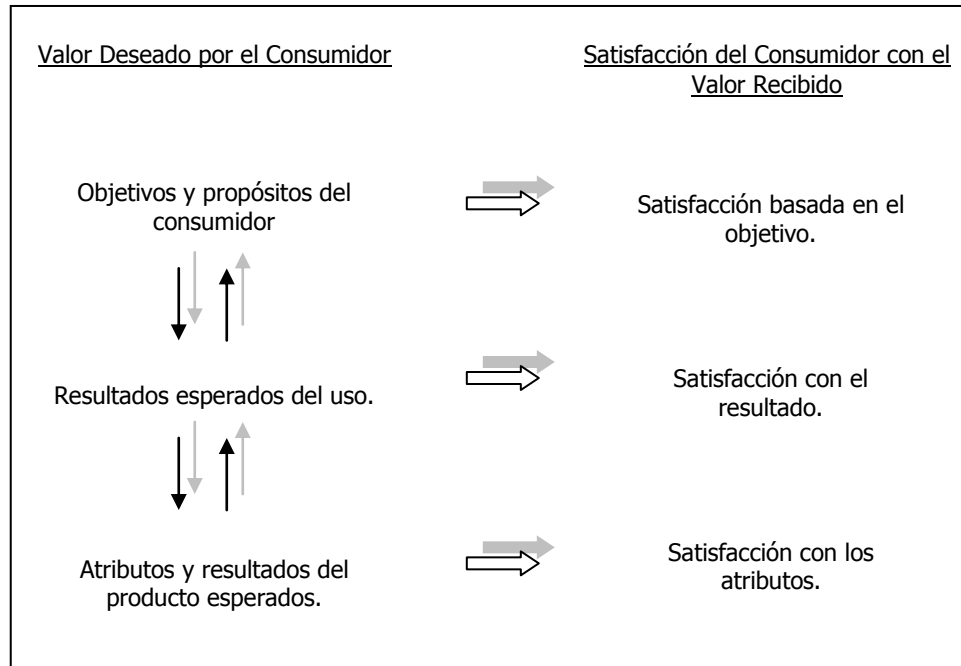 Valor Deseado por el Consumidor
Satisfacción del Consumidor con el
Valor Recibido
Objetivos y propósitos del
consumidor
Satisfacción basada en el
objetivo.
Resultados esperados del uso.
Satisfacción con el
resultado.
Atributos y resultados del
producto esperados.
Satisfacción con los
atributos.